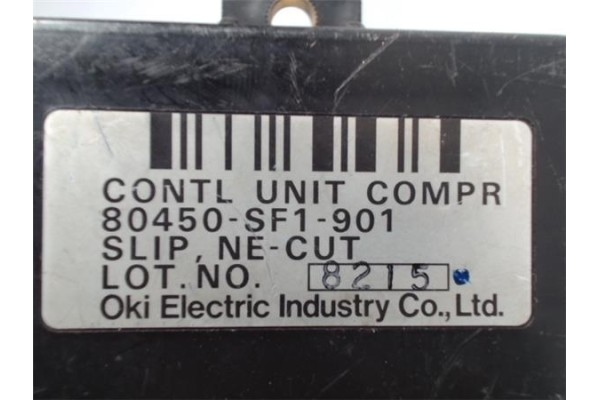 CONTL UNIT COMPR
80450-SF1-901
SLIP, NE-CUT
LOT. NO. 8215
Oki Electric Industry Co., Ltd.